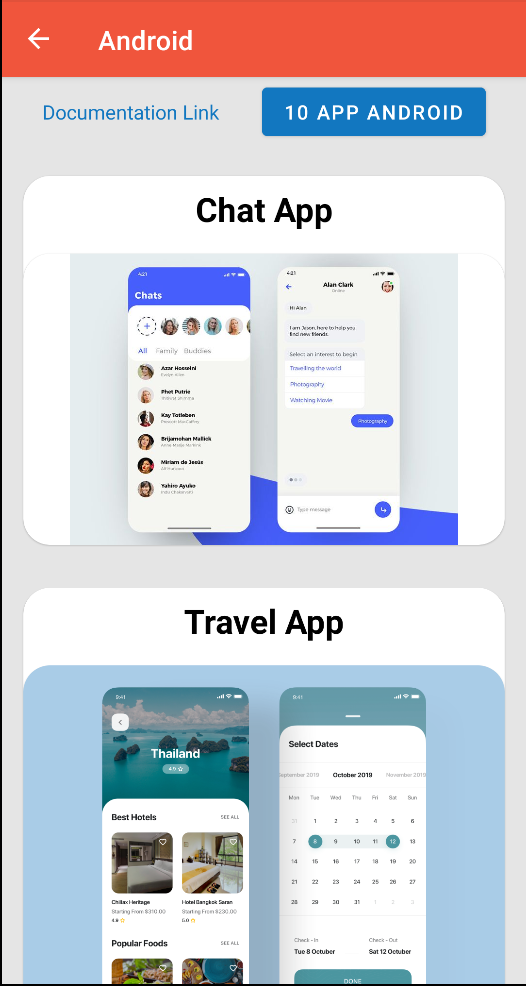 Android
Documentation Link
10 APP ANDROID
Chat App
4:21
Chats
All Family Buddies
Azar Hosseini
Phet Putrie
Kay Totleben
Brijamohan Mallick
Miriam de Jesús
Yahiro Ayuko
4:21
Alan Clark
Online
Hi Alan
I am Jason, here to help you
find new friends.
Select an interest to begin
Travelling the world
Photography
Watching Movie
Photography
Type message
Travel App
9:41
Thailand
4.9
Best Hotels SEE ALL
Chillax Heritage
Starting From $310.00
4.9
Hotel Bangkok Saran
Starting From $230.00
5.0
Popular Foods SEE ALL
9:41
Select Dates
September 2019 October 2019 November 2019
Mon Tue Wed Thu Fri Sat Sun
30 1 2 3 4 5 6
7 8 9 10 11 12 13
14 15 16 17 18 19 20
21 22 23 24 25 26 27
28 29 30 31 1 2 3
Check - In Check - Out
Tue 8 October Sat 12 October
DONE